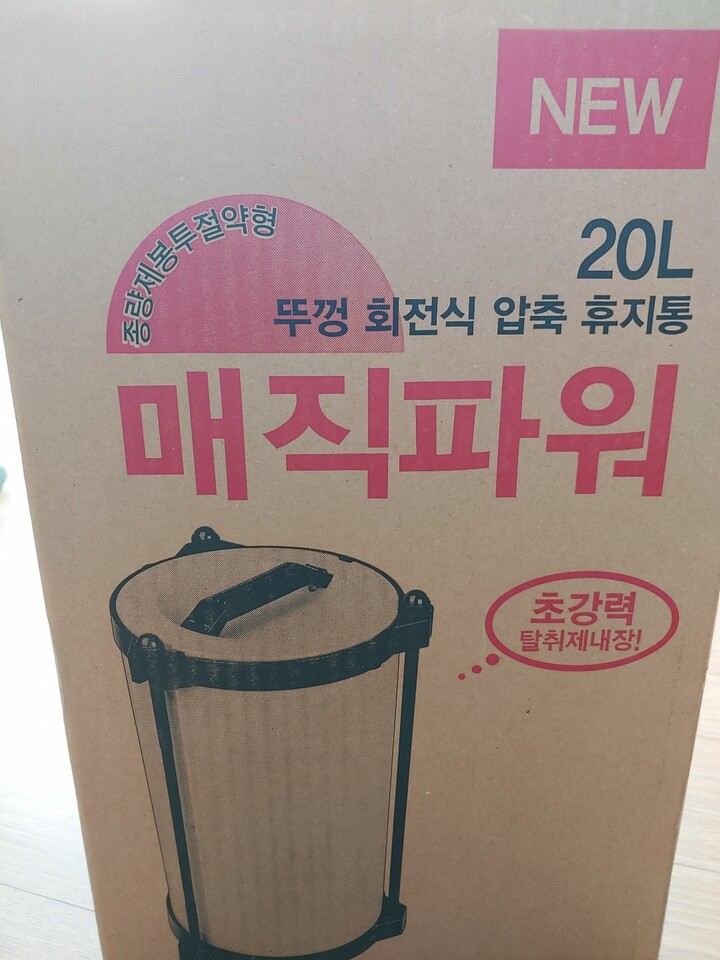 NEW
종량제봉투절약형
20L
뚜껑 회전식 압축 휴지통
매직파워
초강력
탈취제내장!